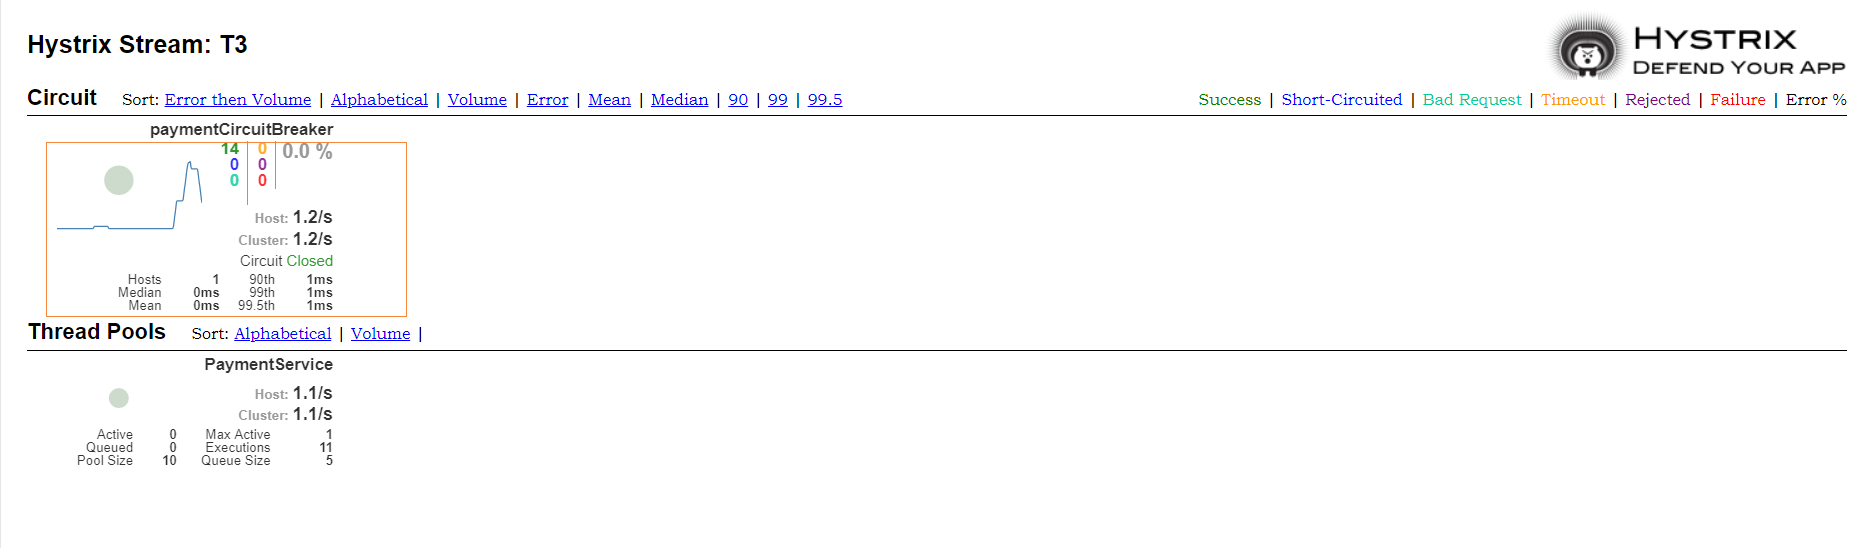 Hystrix Stream: T3
HYSTRIX
DEFEND YOUR APP
Circuit Sort: Error then Volume | Alphabetical | Volume | Error | Mean | Median | 90 | 99 | 99.5
Success | Short-Circuited | Bad Request | Timeout | Rejected | Failure | Error %
paymentCircuitBreaker
14 0 0.0 %
0 0
0 0
Host: 1.2/s
Cluster: 1.2/s
Circuit Closed
Hosts 1 90th 1ms
Median 0ms 99th 1ms
Mean 0ms 99.5th 1ms
Thread Pools Sort: Alphabetical | Volume |
PaymentService
Host: 1.1/s
Cluster: 1.1/s
Active 0 Max Active 1
Queued 0 Executions 11
Pool Size 10 Queue Size 5